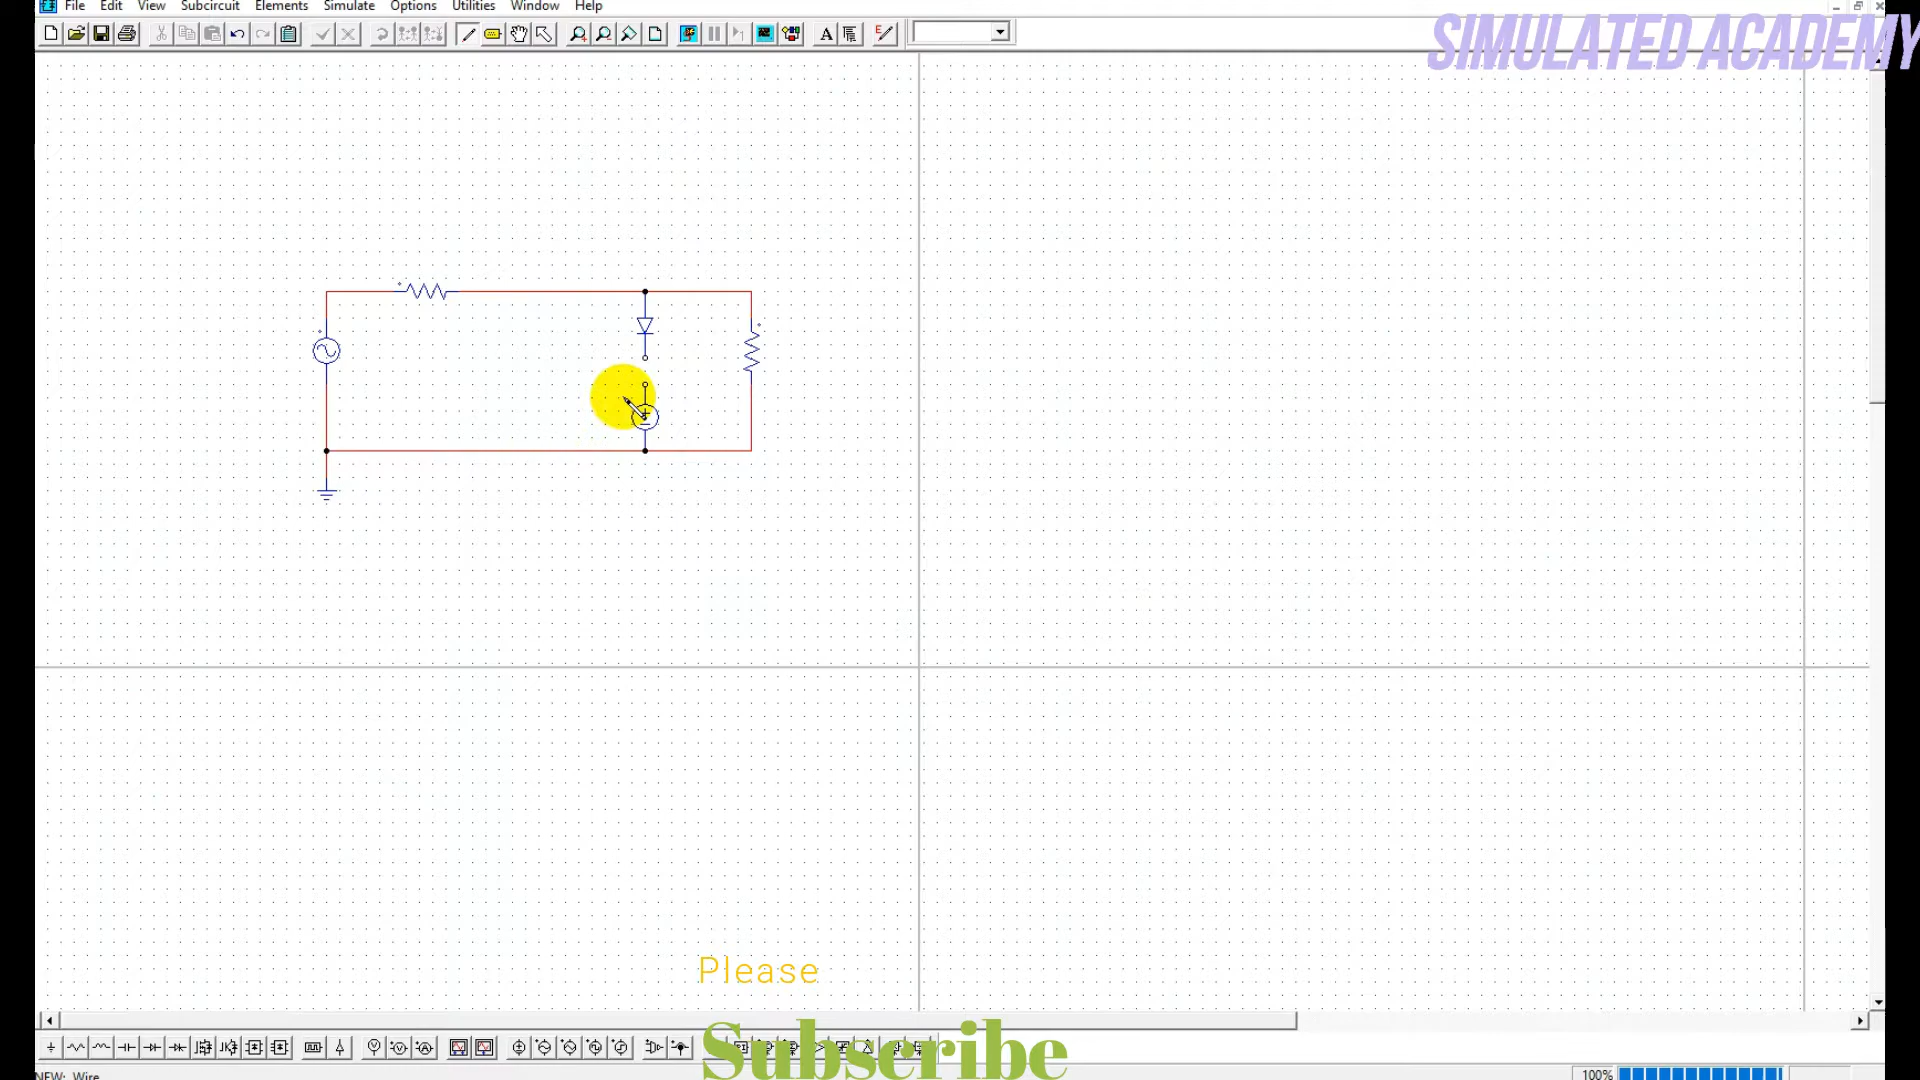 File Edit View Subcircuit Elements Simulate Options Utilities Window Help
SIMULATED ACADEMY
Please
Subscribe
NEW: Wire
100%